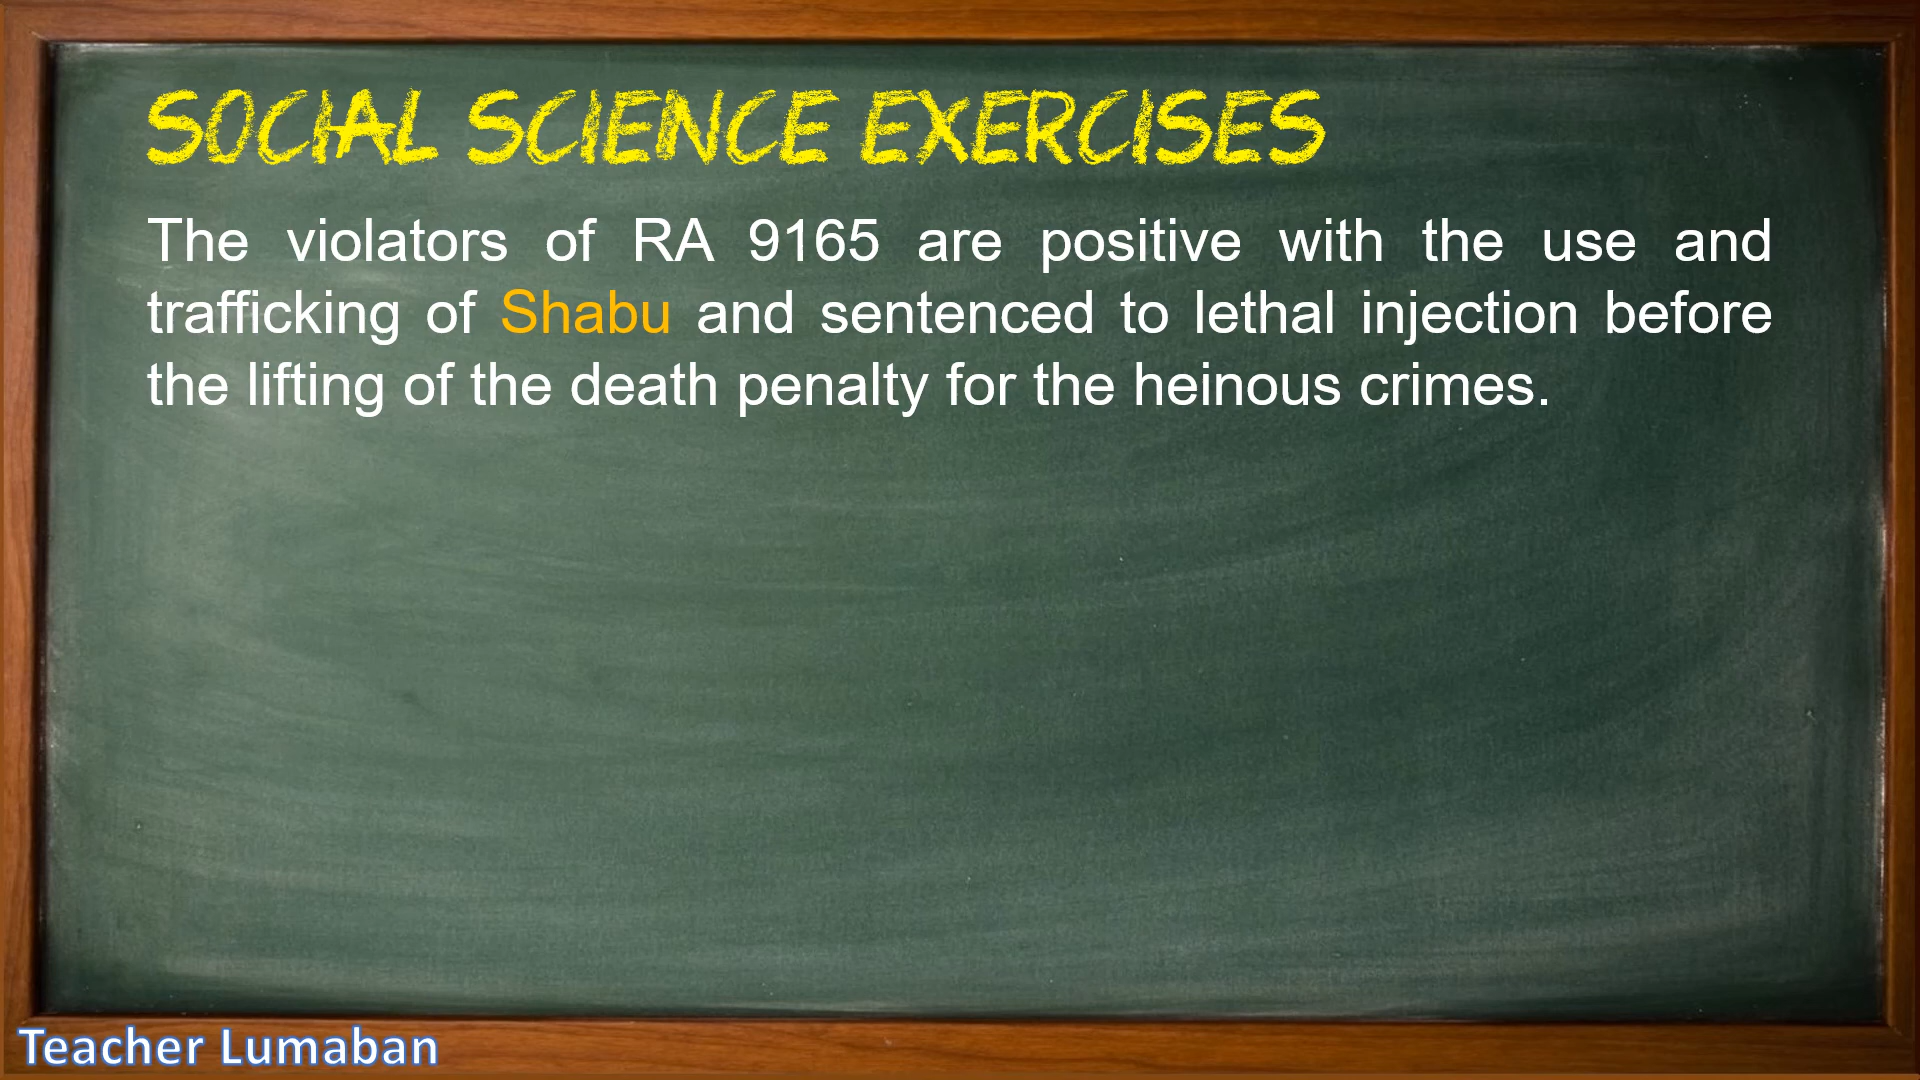 SOCIAL SCIENCE EXERCISES
The violators of RA 9165 are positive with the use and
trafficking of Shabu and sentenced to lethal injection before
the lifting of the death penalty for the heinous crimes.
Teacher Lumaban